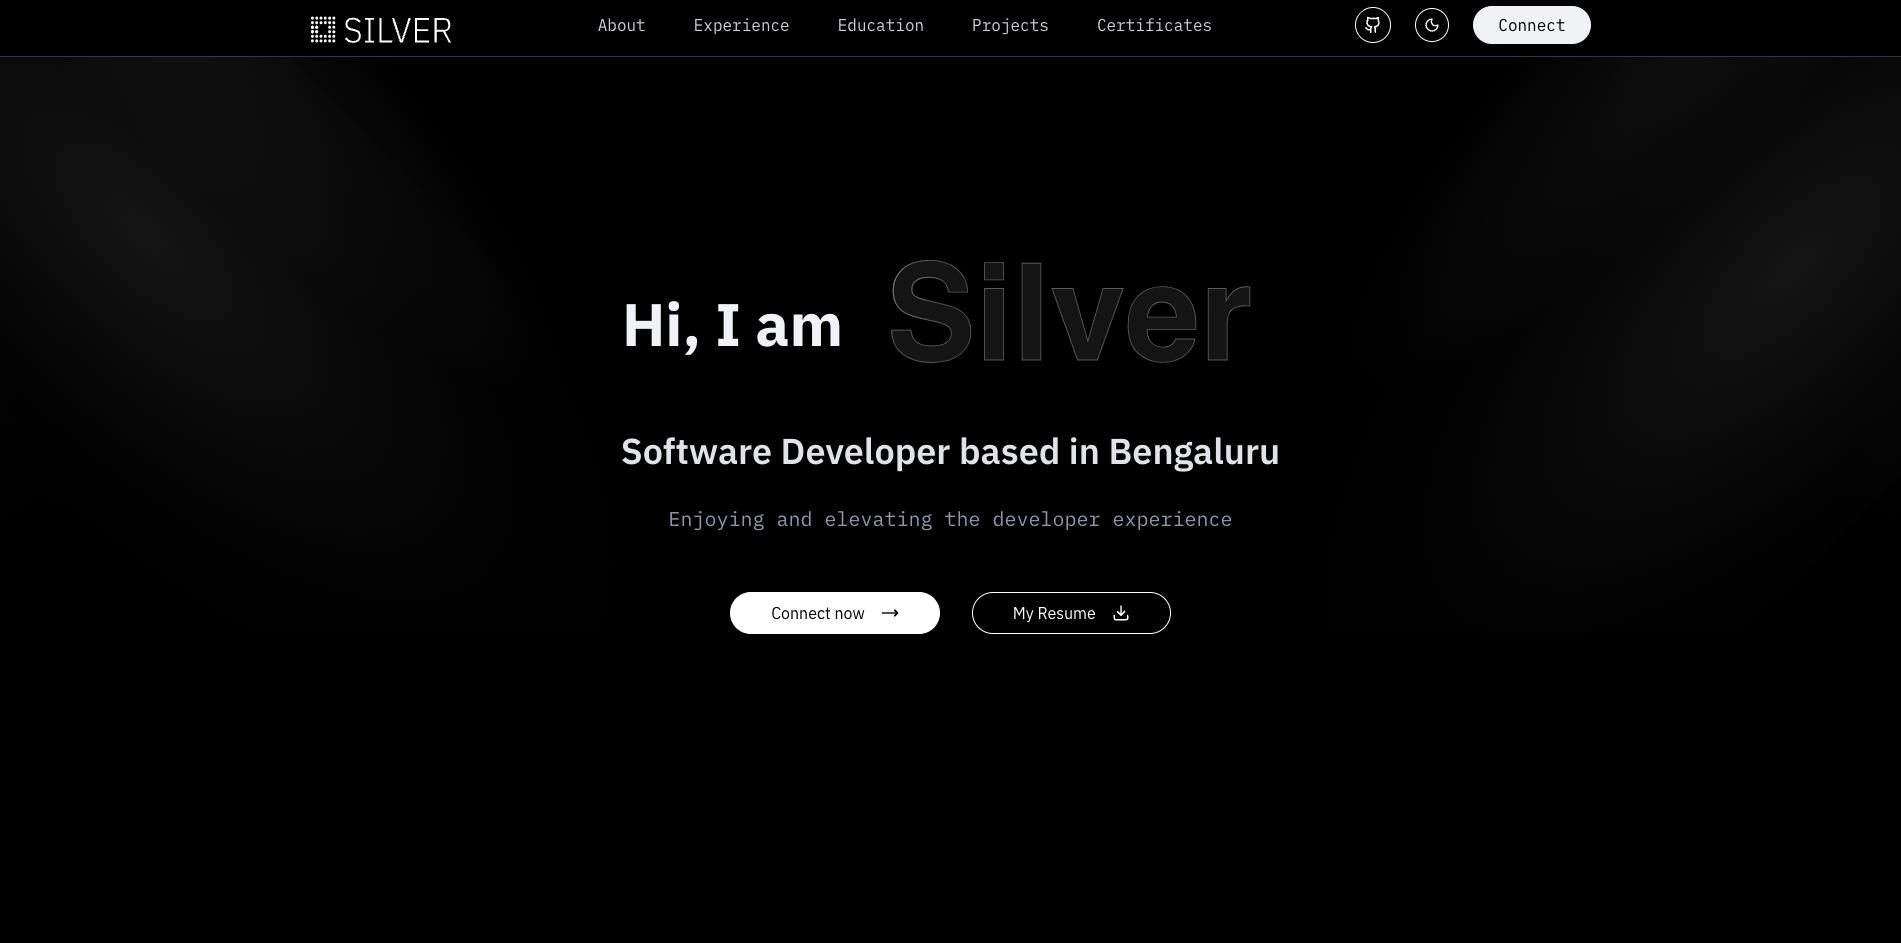 SILVER
About
Experience
Education
Projects
Certificates
Connect
Hi, I am Silver
Software Developer based in Bengaluru
Enjoying and elevating the developer experience
Connect now
My Resume